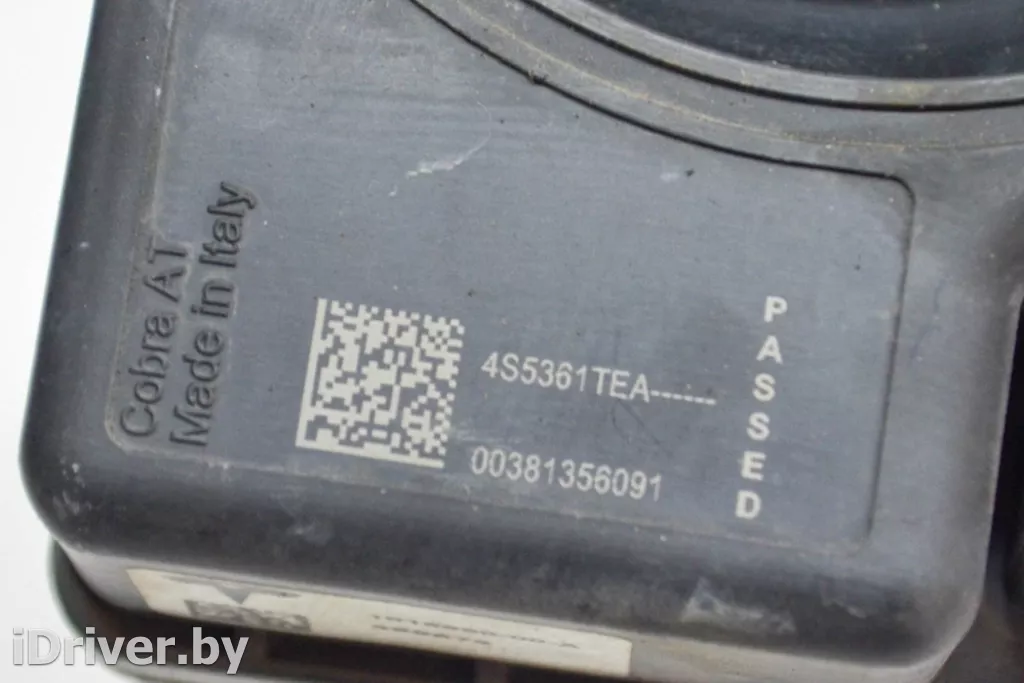 Cobra AT
Made in Italy
4S5361TEA------
00381356091
PASSED
iDriver.by